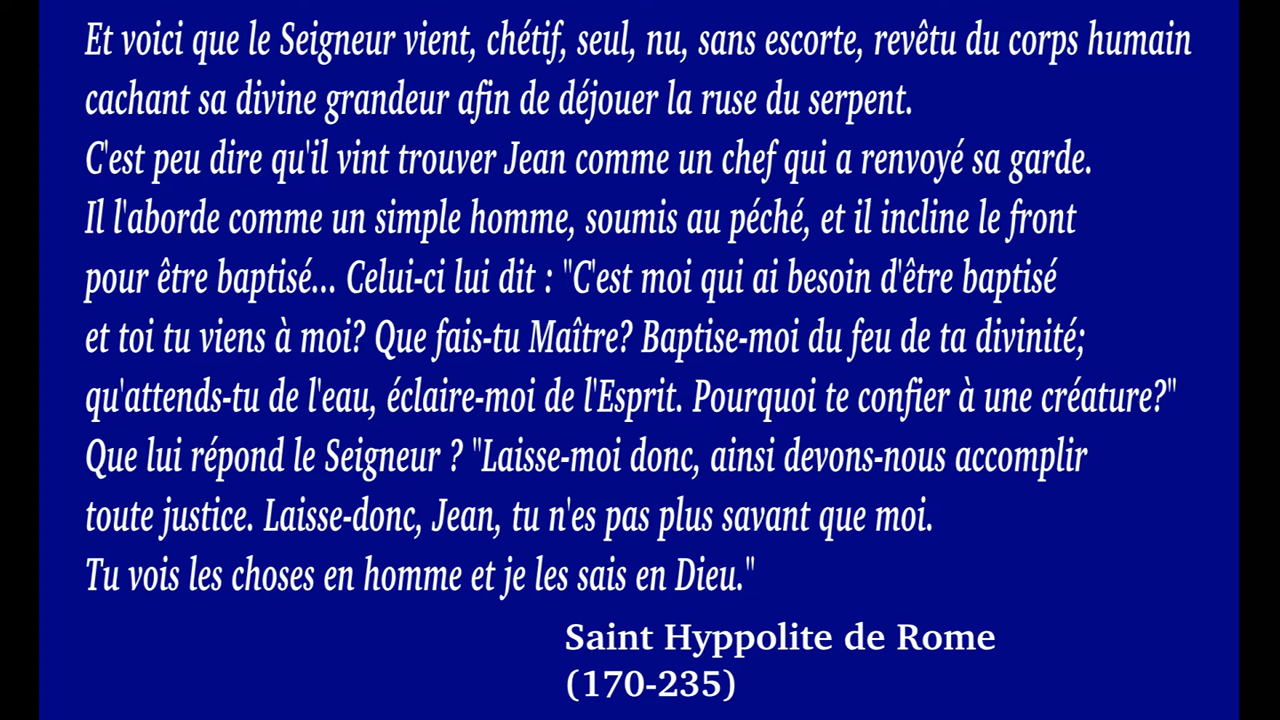 Et voici que le Seigneur vient, chétif, seul, nu, sans escorte, revêtu du corps humain
cachant sa divine grandeur afin de déjouer la ruse du serpent.
C'est peu dire qu'il vint trouver Jean comme un chef qui a renvoyé sa garde.
Il l'aborde comme un simple homme, soumis au péché, et il incline le front
pour être baptisé... Celui-ci lui dit : "C'est moi qui ai besoin d'être baptisé
et toi tu viens à moi? Que fais-tu Maître? Baptise-moi du feu de ta divinité;
qu'attends-tu de l'eau, éclaire-moi de l'Esprit. Pourquoi te confier à une créature?"
Que lui répond le Seigneur ? "Laisse-moi donc, ainsi devons-nous accomplir
toute justice. Laisse-donc, Jean, tu n'es pas plus savant que moi.
Tu vois les choses en homme et je les sais en Dieu."
Saint Hyppolite de Rome
(170-235)